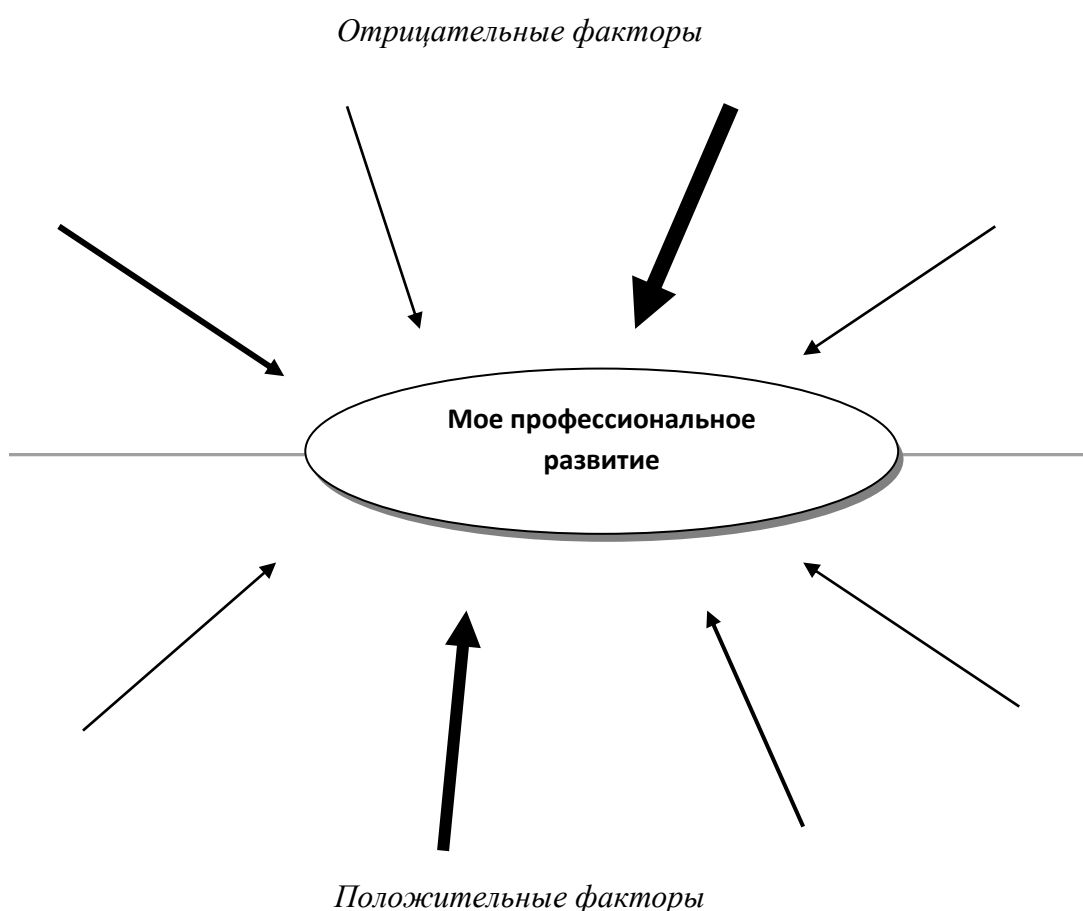 Отрицательные факторы
Мое профессиональное
развитие
Положительные факторы